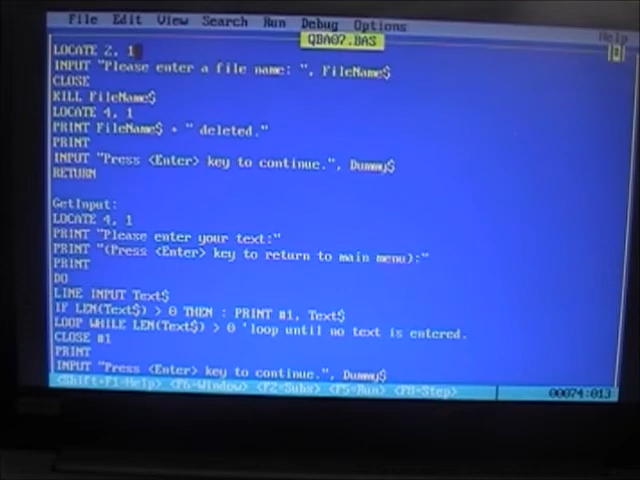 File Edit View Search Run Debug Options Help
QBA07.BAS
LOCATE 2, 1
INPUT "Please enter a file name: ", FileName$
CLOSE
KILL FileName$
LOCATE 4, 1
PRINT FileName$ + " deleted."
PRINT
INPUT "Press <Enter> key to continue.", Dummy$
RETURN
GetInput:
LOCATE 4, 1
PRINT "Please enter your text:"
PRINT "(Press <Enter> key to return to main menu):"
PRINT
DO
LINE INPUT Text$
IF LEN(Text$) > 0 THEN : PRINT #1, Text$
LOOP WHILE LEN(Text$) > 0 'loop until no text is entered.
CLOSE #1
PRINT
INPUT "Press <Enter> key to continue.", Dummy$
<Shift+F1=Help> <F6=Window> <F2=Subs> <F5=Run> <F8=Step> 00074:013